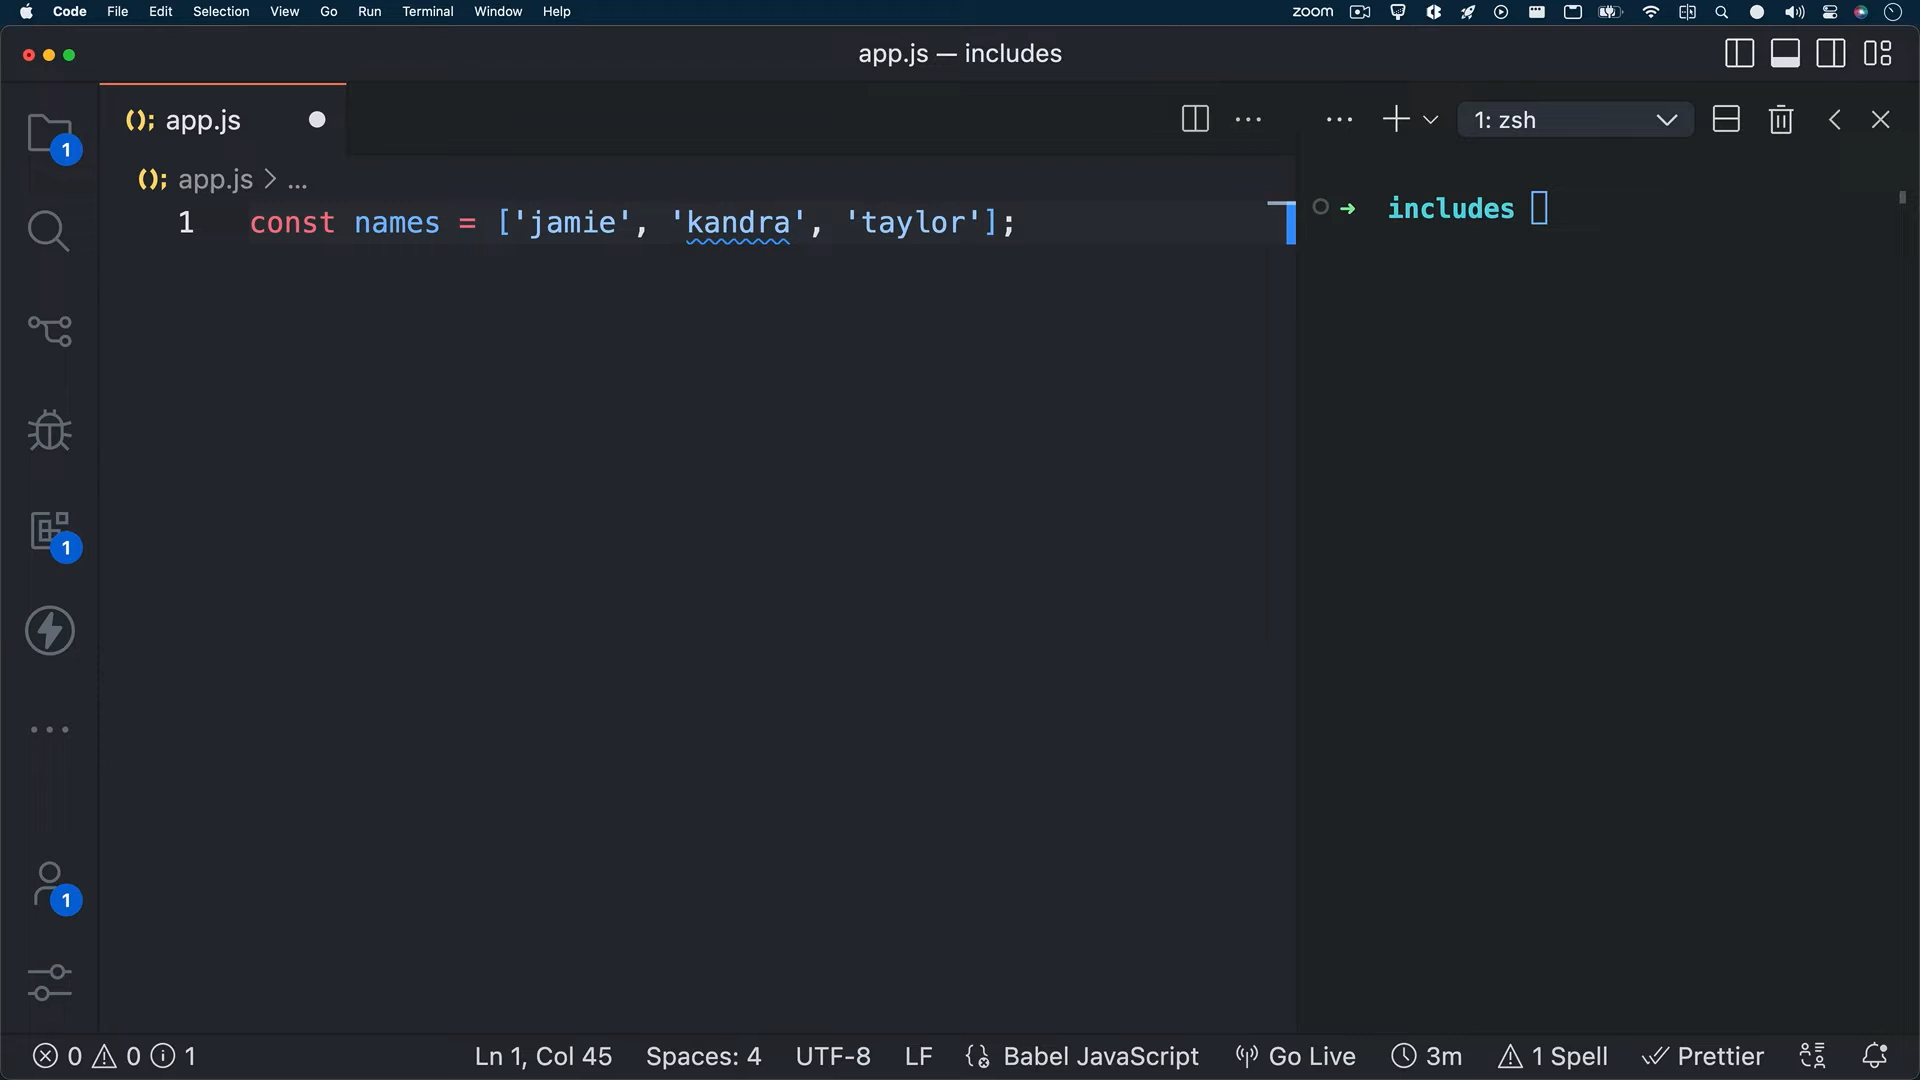 Code File Edit Selection View Go Run Terminal Window Help zoom
app.js — includes
(); app.js
1: zsh
1
(); app.js > ...
1 const names = ['jamie', 'kandra', 'taylor'];
➜ includes
1
1
0 0 1 Ln 1, Col 45 Spaces: 4 UTF-8 LF {} Babel JavaScript Go Live 3m 1 Spell Prettier